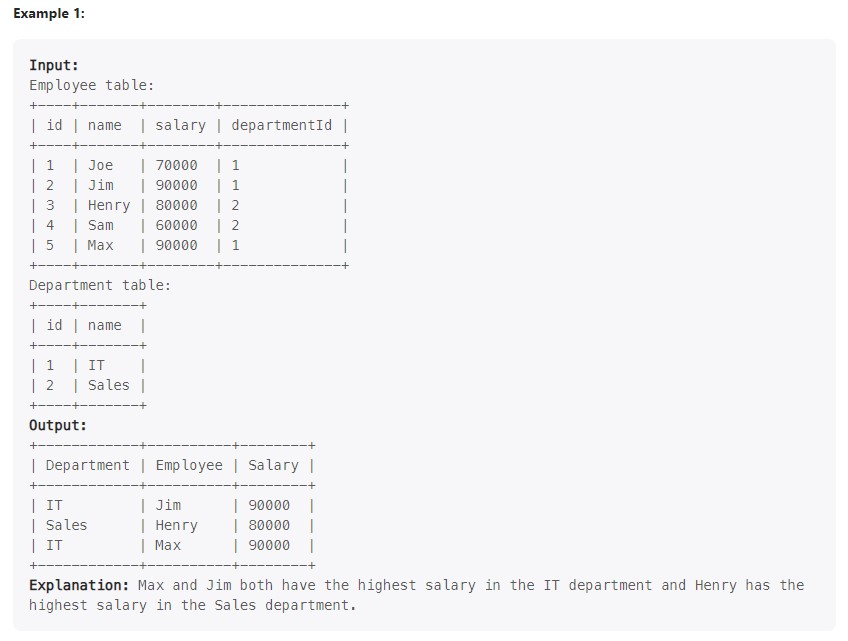 Example 1:
Input:
Employee table:
+----+-------+--------+--------------+
| id | name  | salary | departmentId |
+----+-------+--------+--------------+
| 1  | Joe   | 70000  | 1            |
| 2  | Jim   | 90000  | 1            |
| 3  | Henry | 80000  | 2            |
| 4  | Sam   | 60000  | 2            |
| 5  | Max   | 90000  | 1            |
+----+-------+--------+--------------+
Department table:
+----+-------+
| id | name  |
+----+-------+
| 1  | IT    |
| 2  | Sales |
+----+-------+
Output:
+------------+----------+--------+
| Department | Employee | Salary |
+------------+----------+--------+
| IT         | Jim      | 90000  |
| Sales      | Henry    | 80000  |
| IT         | Max      | 90000  |
+------------+----------+--------+
Explanation: Max and Jim both have the highest salary in the IT department and Henry has the
highest salary in the Sales department.